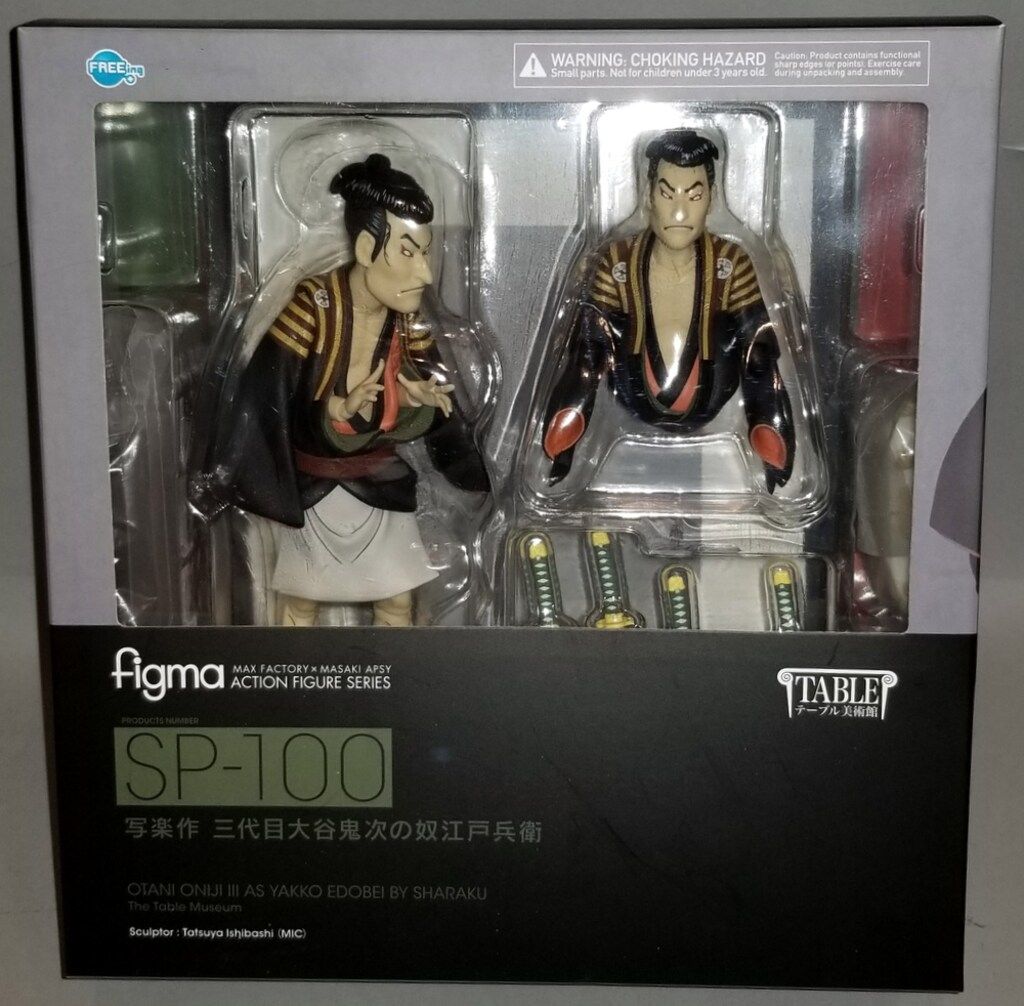 FREEing
WARNING: CHOKING HAZARD
Small parts. Not for children under 3 years old.
Caution: Product contains functional
sharp edges (or points). Exercise care
during unpacking and assembly.
figma
MAX FACTORY × MASAKI APSY
ACTION FIGURE SERIES
TABLE
テーブル美術館
PRODUCTS NUMBER
SP-100
写楽作 三代目大谷鬼次の奴江戸兵衛
OTANI ONIJI III AS YAKKO EDOBEI BY SHARAKU
The Table Museum
Sculptor : Tatsuya Ishibashi (MIC)